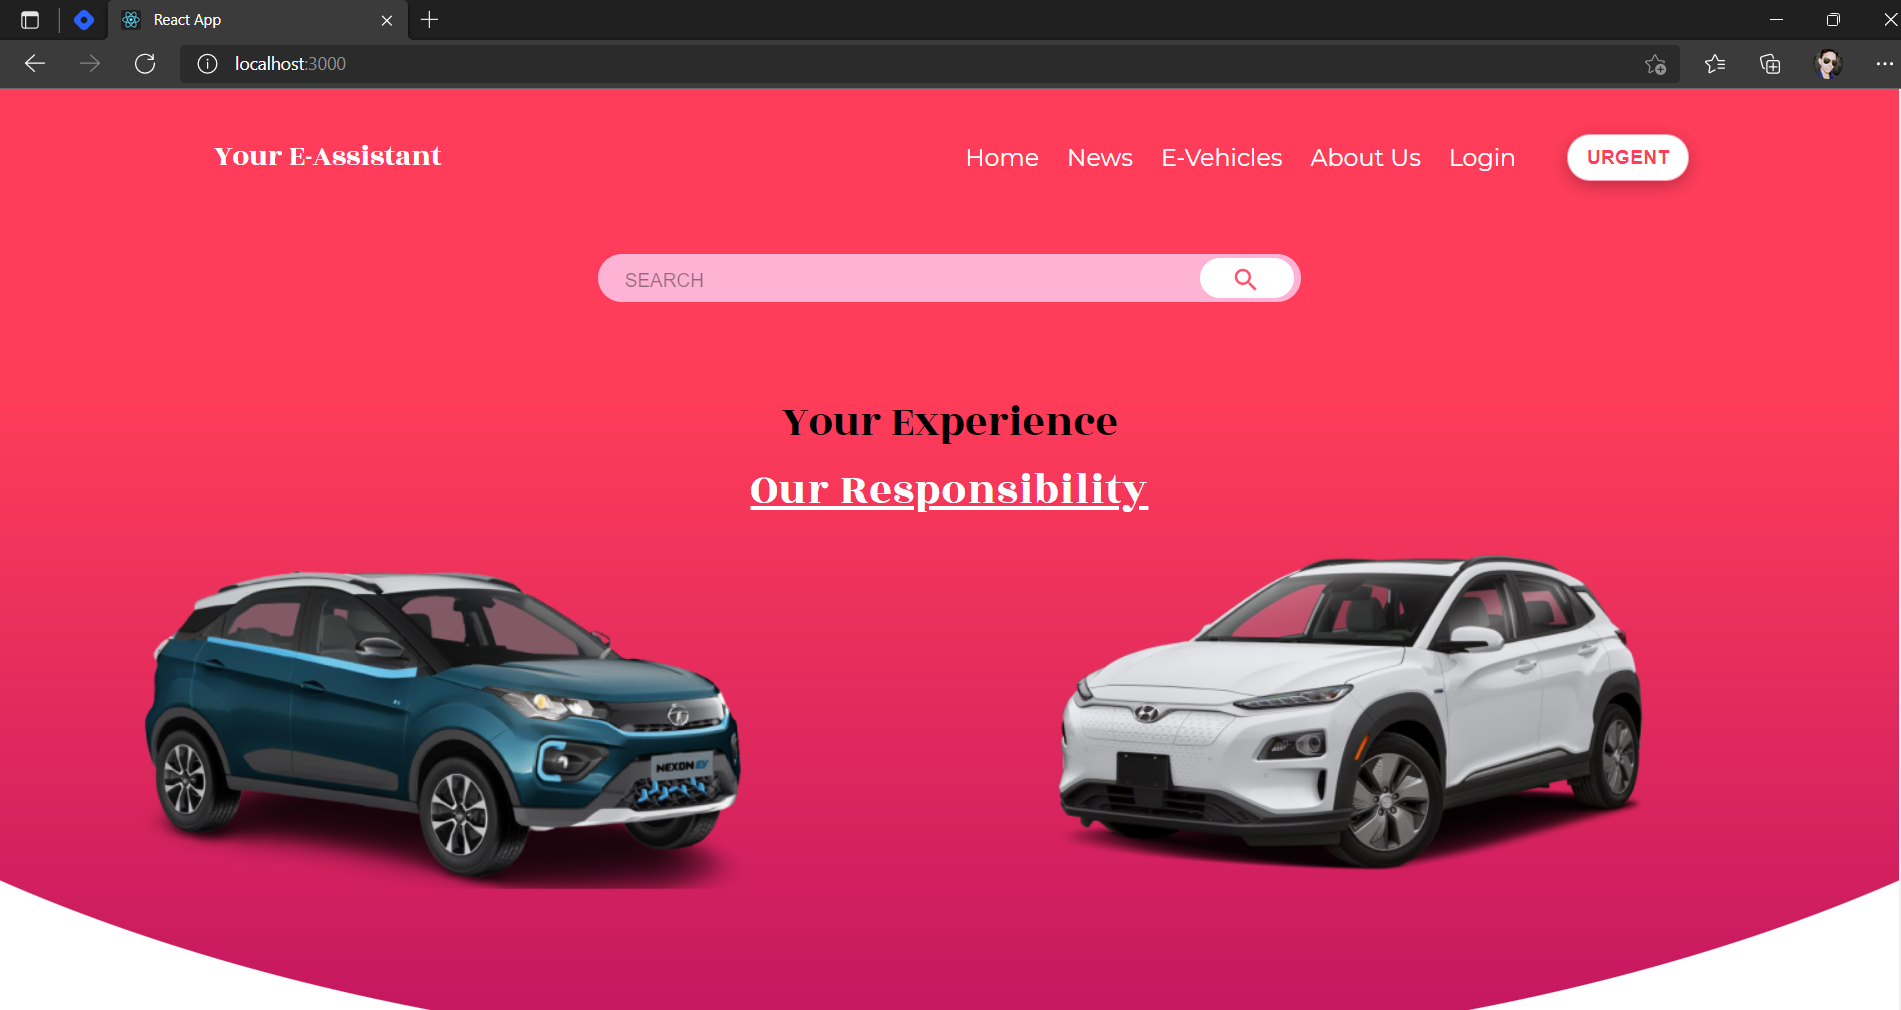 React App
localhost:3000
Your E-Assistant
Home News E-Vehicles About Us Login URGENT
SEARCH
Your Experience
Our Responsibility
NEXON EV